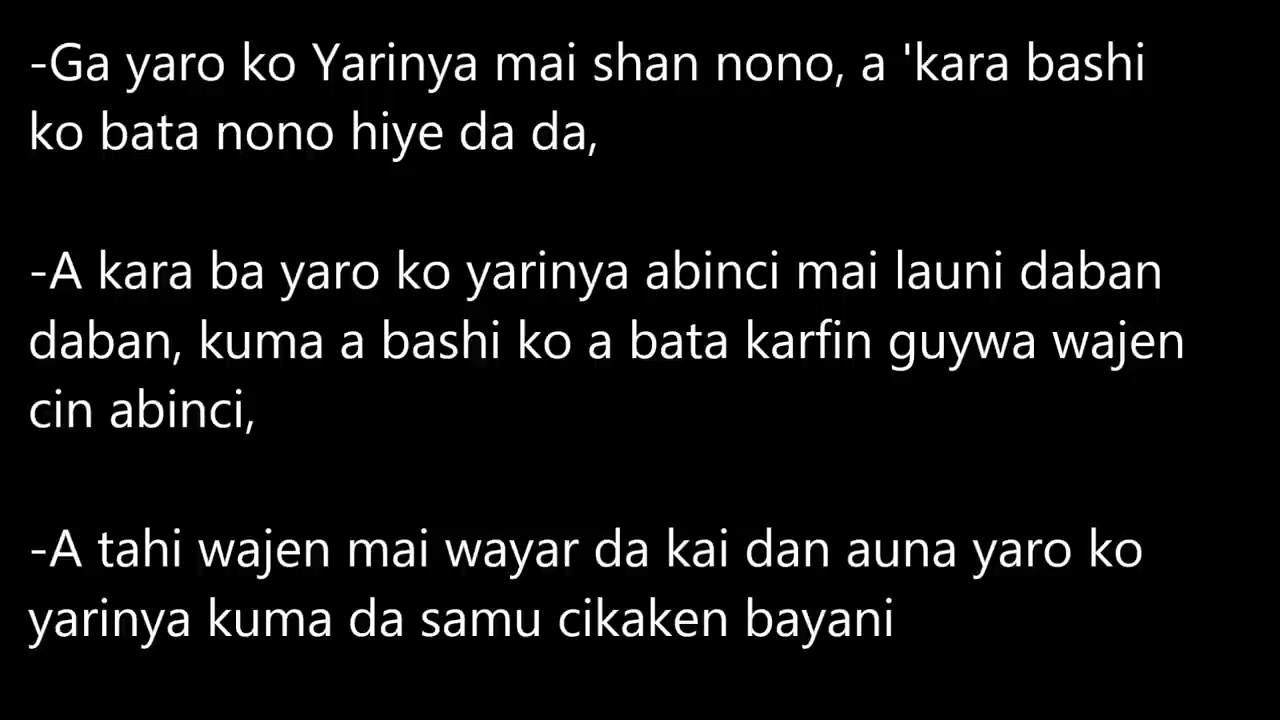 -Ga yaro ko Yarinya mai shan nono, a 'kara bashi
ko bata nono hiye da da,
-A kara ba yaro ko yarinya abinci mai launi daban
daban, kuma a bashi ko a bata karfin guywa wajen
cin abinci,
-A tahi wajen mai wayar da kai dan auna yaro ko
yarinya kuma da samu cikaken bayani